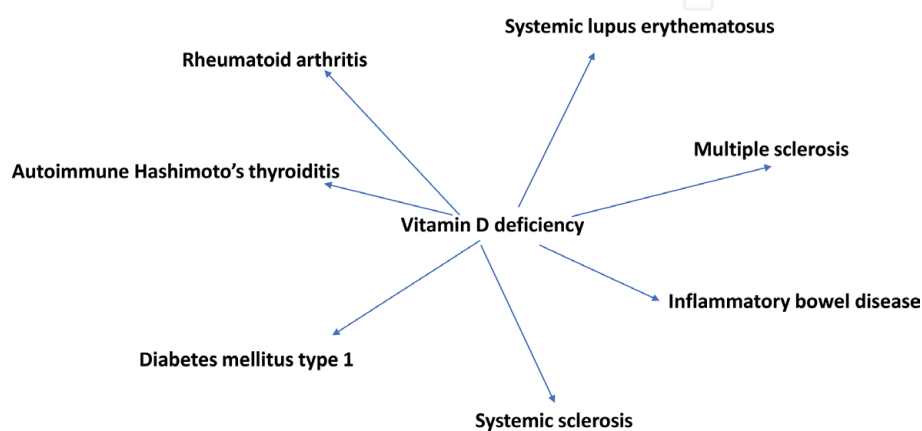 Systemic lupus erythematosus
Rheumatoid arthritis
Multiple sclerosis
Autoimmune Hashimoto’s thyroiditis
Vitamin D deficiency
Inflammatory bowel disease
Diabetes mellitus type 1
Systemic sclerosis